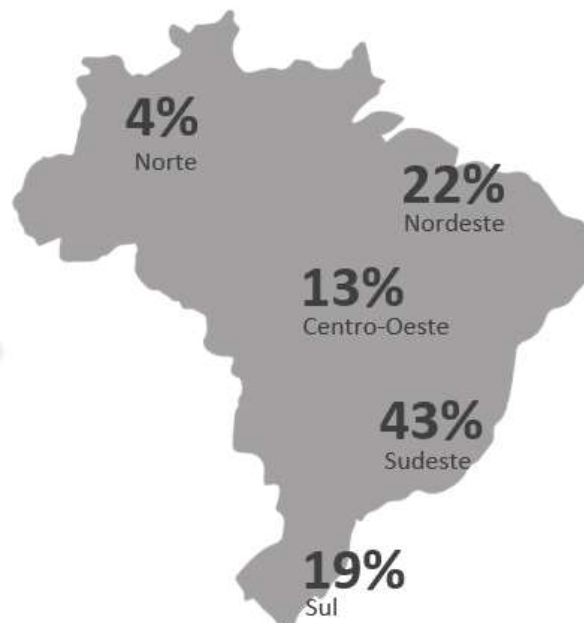 4%
Norte
22%
Nordeste
13%
Centro-Oeste
43%
Sudeste
19%
Sul